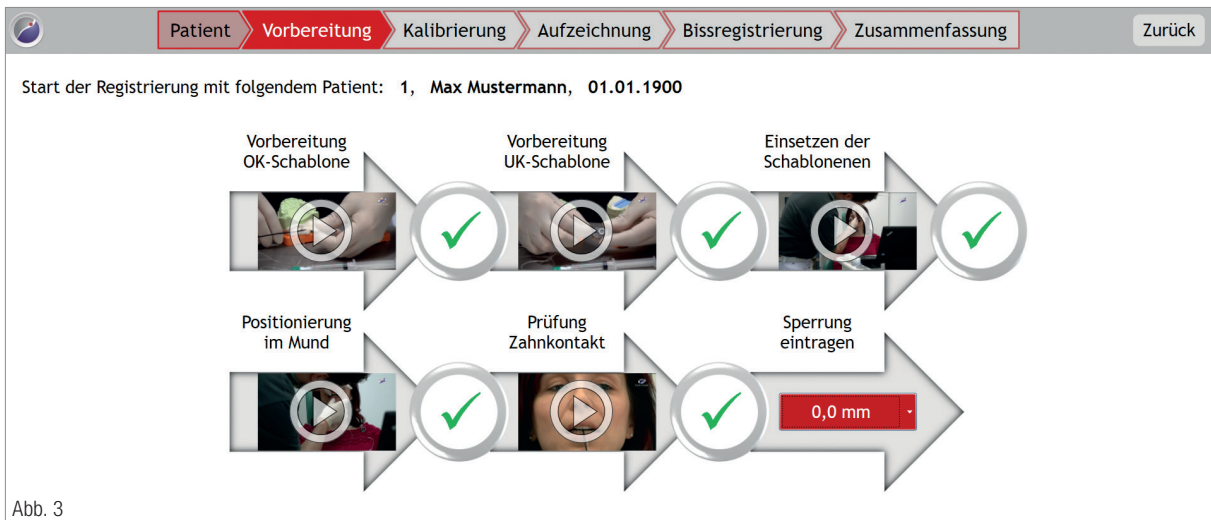 Patient Vorbereitung Kalibrierung Aufzeichnung Bissregistrierung Zusammenfassung Zurück
Start der Registrierung mit folgendem Patient: 1, Max Mustermann, 01.01.1900
Vorbereitung
OK-Schablone
Vorbereitung
UK-Schablone
Einsetzen der
Schablonenen
Positionierung
im Mund
Prüfung
Zahnkontakt
Sperrung
eintragen
0,0 mm
Abb. 3